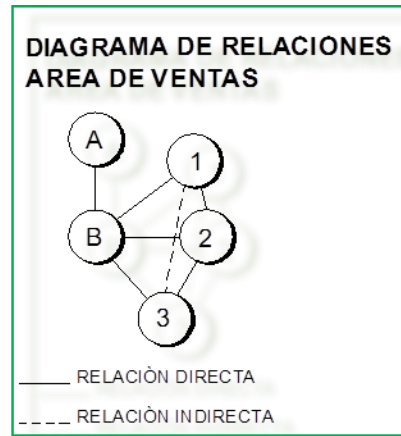 DIAGRAMA DE RELACIONES
AREA DE VENTAS
A
1
B
2
3
RELACIÒN DIRECTA
RELACIÒN INDIRECTA